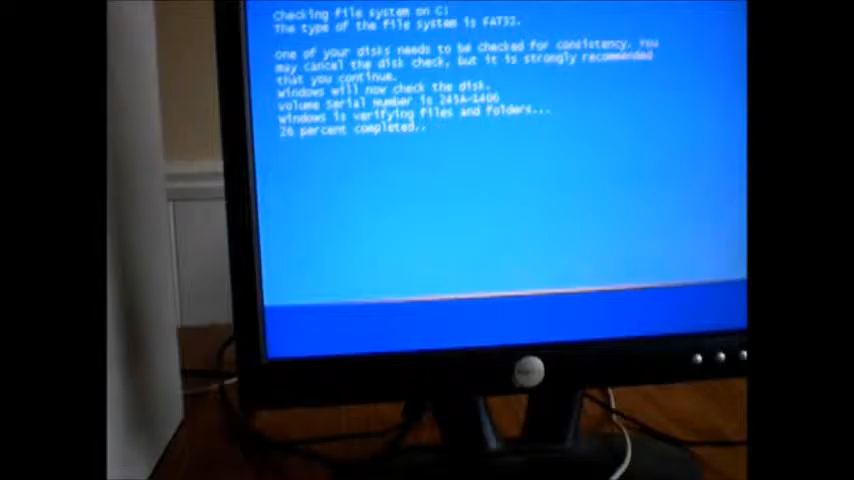 Checking file system on C:
The type of the file system is FAT32.
One of your disks needs to be checked for consistency. You
may cancel the disk check, but it is strongly recommended
that you continue.
Windows will now check the disk.
Volume Serial Number is
Windows is verifying files and folders...
26 percent completed..